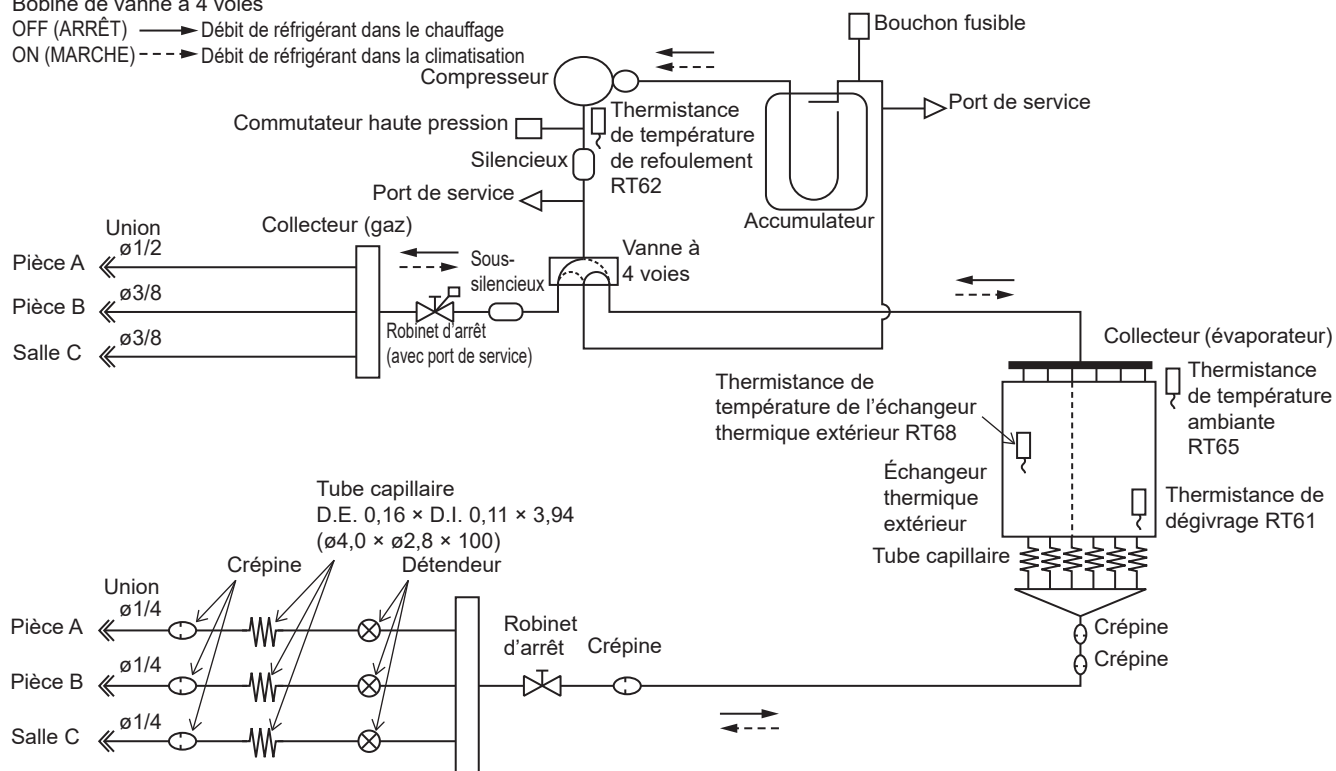 Bobine de vanne à 4 voies
OFF (ARRÊT) Débit de réfrigérant dans le chauffage
ON (MARCHE) Débit de réfrigérant dans la climatisation
Bouchon fusible
Compresseur
Port de service
Commutateur haute pression
Thermistance
de température
de refoulement
RT62
Silencieux
Port de service
Accumulateur
Union
Collecteur (gaz)
Vanne à
4 voies
Sous-
silencieux
Pièce A
ø1/2
Pièce B
ø3/8
Salle C
ø3/8
Robinet d'arrêt
(avec port de service)
Collecteur (évaporateur)
Thermistance de
température de l'échangeur
thermique extérieur RT68
Thermistance
de température
ambiante
RT65
Échangeur
thermique
extérieur
Thermistance de
dégivrage RT61
Tube capillaire
Tube capillaire
D.E. 0,16 × D.I. 0,11 × 3,94
(ø4,0 × ø2,8 × 100)
Crépine
Détendeur
Union
Pièce A
ø1/4
Pièce B
ø1/4
Salle C
ø1/4
Robinet
d'arrêt
Crépine
Crépine
Crépine